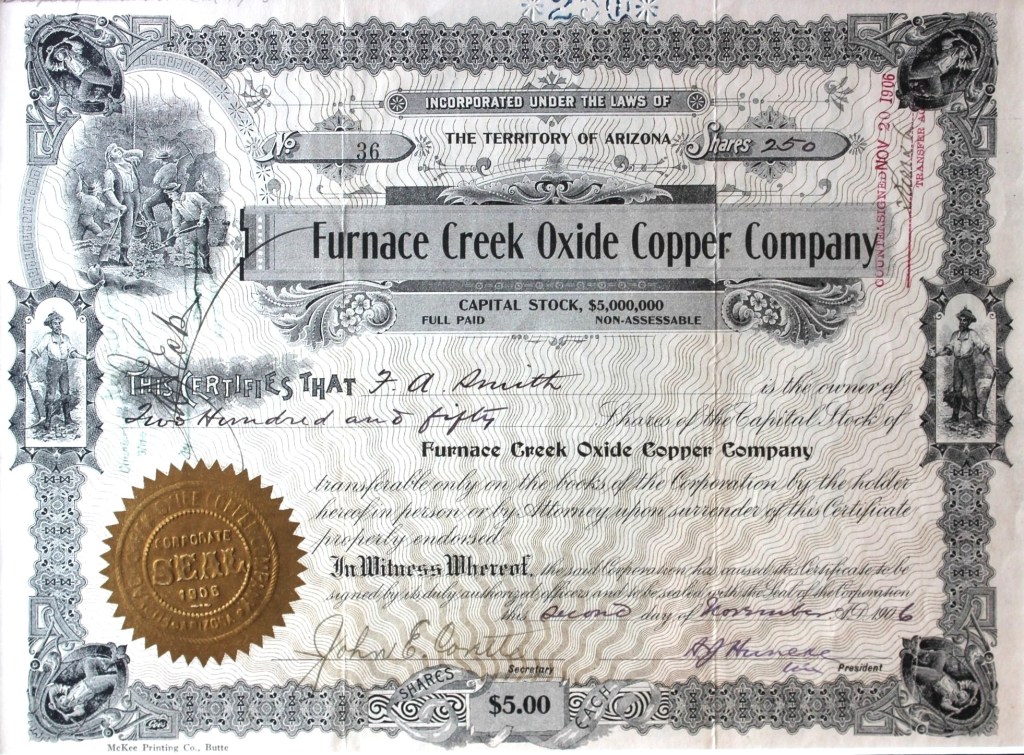 *250*
INCORPORATED UNDER THE LAWS OF
THE TERRITORY OF ARIZONA
No 36
Shares 250
COUNTERSIGNED NOV 20 1906
TRANSFER
Furnace Creek Oxide Copper Company
CAPITAL STOCK, $5,000,000
FULL PAID NON-ASSESSABLE
THIS CERTIFIES THAT F. A. Smith is the owner of
Two Hundred and fifty Shares of the Capital Stock of
Furnace Creek Oxide Copper Company
transferable only on the books of the Corporation by the holder
hereof in person or by Attorney upon surrender of this Certificate
properly endorsed.
In Witness Whereof, the said Corporation has caused this Certificate to be
signed by its duly authorized officers and to be sealed with the Seal of the Corporation
this second day of November A.D. 1906
CORPORATE
SEAL
1906
ARIZONA
John E.
Secretary
President
SHARES
$5.00
EACH
McKee Printing Co., Butte